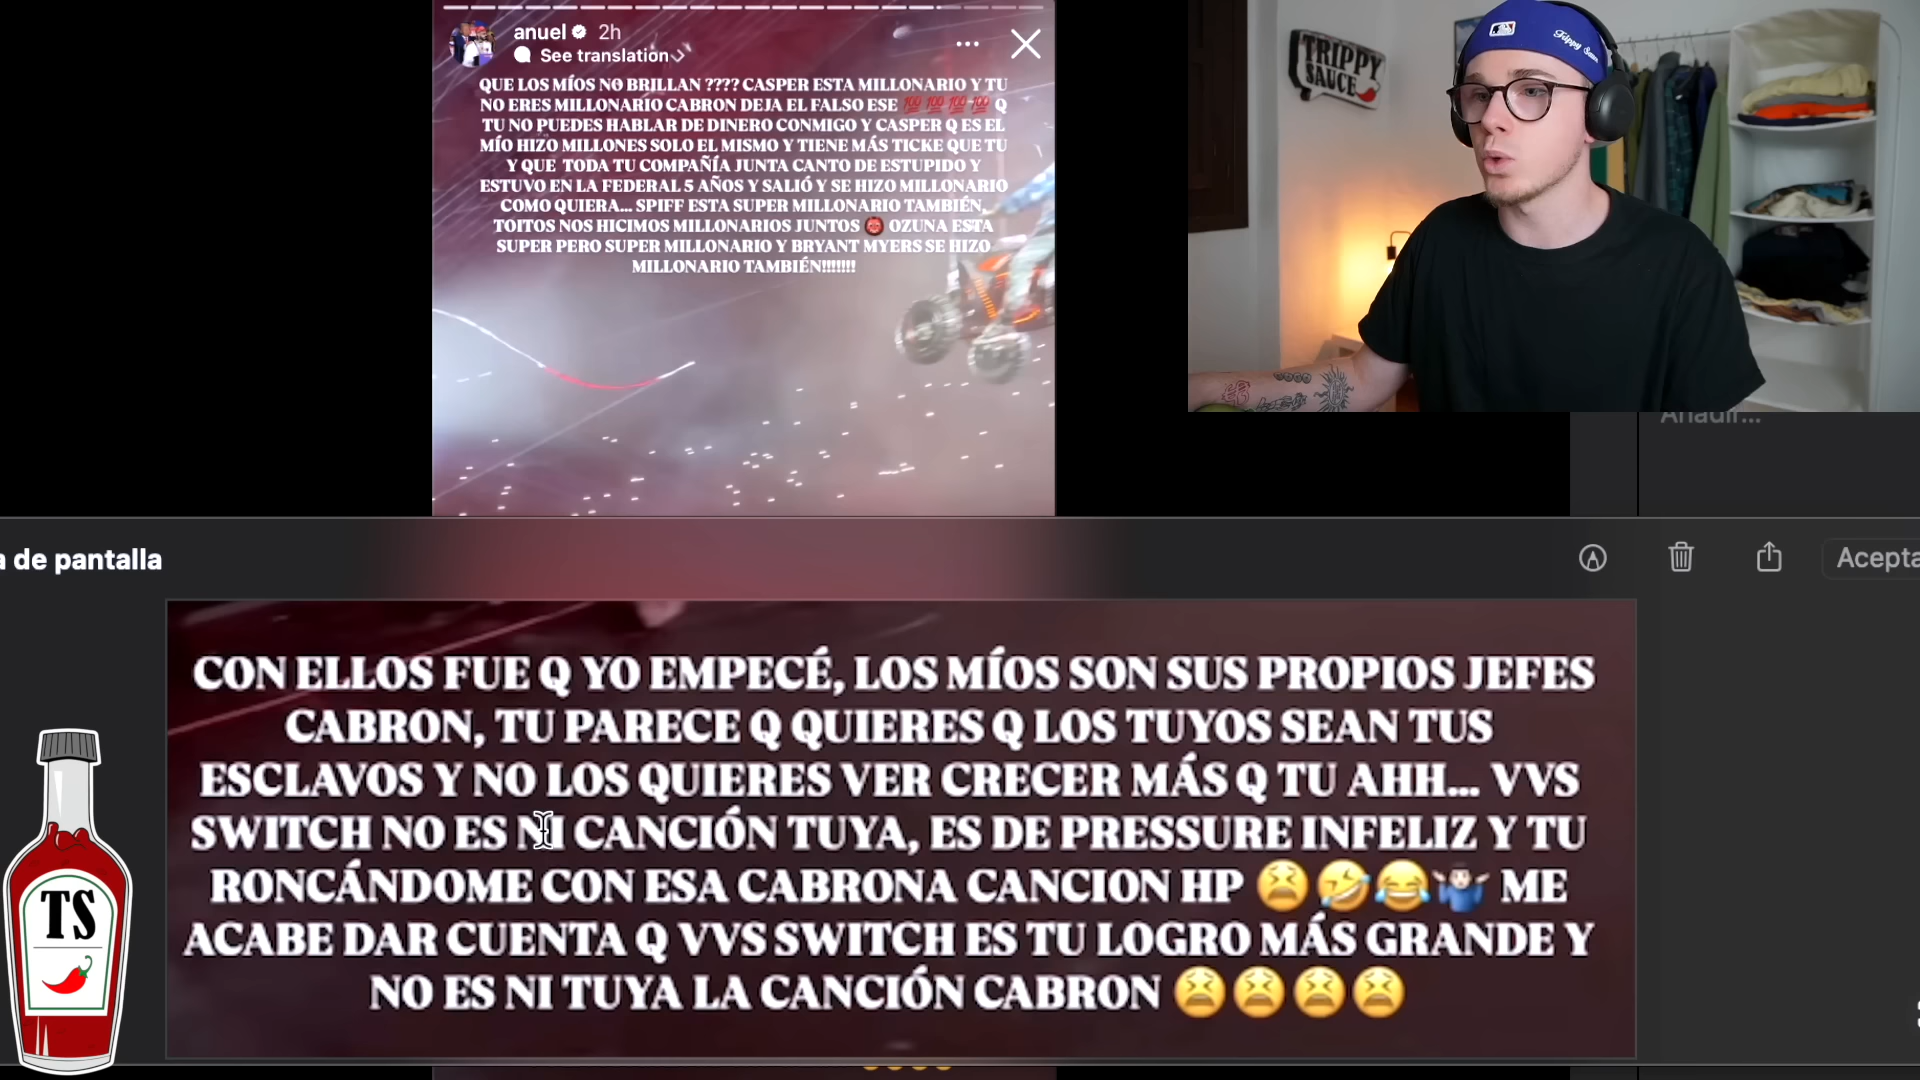 anuel 2h
See translation
QUE LOS MÍOS NO BRILLAN ???? CASPER ESTA MILLONARIO Y TU
NO ERES MILLONARIO CABRON DEJA EL FALSO ESE 💯 💯 💯 💯 Q
TU NO PUEDES HABLAR DE DINERO CONMIGO Y CASPER Q ES EL
MÍO HIZO MILLONES SOLO EL MISMO Y TIENE MÁS TICKE QUE TU
Y QUE TODA TU COMPAÑÍA JUNTA CANTO DE ESTUPIDO Y
ESTUVO EN LA FEDERAL 5 AÑOS Y SALIÓ Y SE HIZO MILLONARIO
COMO QUIERA... SPIFF ESTA SUPER MILLONARIO TAMBIÉN,
TOITOS NOS HICIMOS MILLONARIOS JUNTOS 👹 OZUNA ESTA
SUPER PERO SUPER MILLONARIO Y BRYANT MYERS SE HIZO
MILLONARIO TAMBIÉN!!!!!!!
TRIPPY
SAUCE
Trippy
Añadir...
a de pantalla
Acepta
CON ELLOS FUE Q YO EMPECÉ, LOS MÍOS SON SUS PROPIOS JEFES
CABRON, TU PARECE Q QUIERES Q LOS TUYOS SEAN TUS
ESCLAVOS Y NO LOS QUIERES VER CRECER MÁS Q TU AHH... VVS
SWITCH NO ES NI CANCIÓN TUYA, ES DE PRESSURE INFELIZ Y TU
RONCÁNDOME CON ESA CABRONA CANCION HP 😫🤣😂🤷🏻‍♂️ ME
ACABE DAR CUENTA Q VVS SWITCH ES TU LOGRO MÁS GRANDE Y
NO ES NI TUYA LA CANCIÓN CABRON 😫😫😫😫
TS